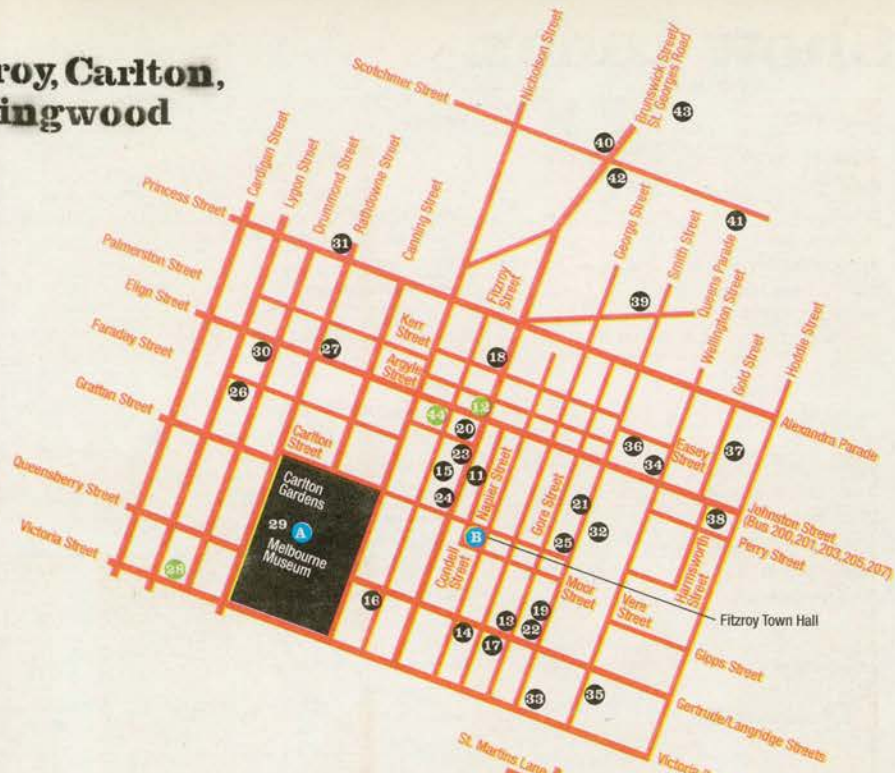 roy, Carlton,
ingwood
Scotchmer Street
Nicholson Street
Brunswick Street/
St. Georges Road
43
40
42
41
Cardigan Street
Lygon Street
Drummond Street
Rathdowne Street
Canning Street
George Street
Smith Street
Queens Parade
Princess Street
31
39
Wellington Street
Palmerston Street
Fitzroy
Street
Gold Street
Hoddle Street
Elign Street
Kerr
Street
Faraday Street
30
27
Argyle
Street
18
26
44
12
Grattan Street
20
Alexandra Parade
Carlton
Street
23
36
Easey
Street
37
15
11
34
Carlton
Gardens
24
Napier Street
21
Queensberry Street
Gore Street
38
Johnston Street
(Bus 200,201,203,205,207)
29
A
B
25
32
Perry Street
Melbourne
Museum
Harmsworth
Street
Victoria Street
Condell
Street
Moor
Street
28
Vere
Street
Fitzroy Town Hall
16
19
13
14
22
17
Gipps Street
33
35
Gertrude/Langridge Streets
St. Martins Lane
Victoria